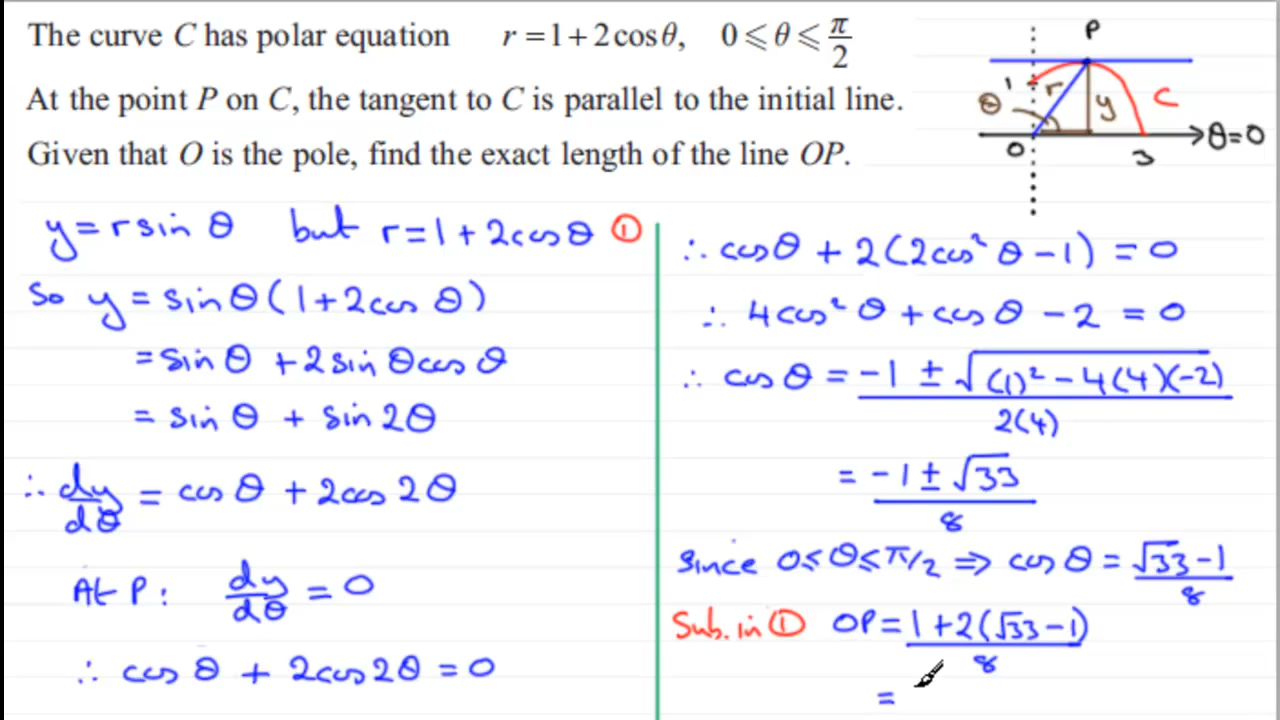 The curve C has polar equation r = 1 + 2cosθ, 0 ⩽ θ ⩽ π/2
At the point P on C, the tangent to C is parallel to the initial line.
Given that O is the pole, find the exact length of the line OP.
P
θ 1 r y C
O 3 θ=0
y = r sin θ but r = 1 + 2cos θ ①
So y = sin θ (1 + 2cos θ)
= sin θ + 2 sin θ cos θ
= sin θ + sin 2θ
∴ dy/dθ = cos θ + 2cos 2θ
At P: dy/dθ = 0
∴ cos θ + 2cos 2θ = 0
∴ cos θ + 2(2cos² θ − 1) = 0
∴ 4cos² θ + cos θ − 2 = 0
∴ cos θ = −1 ± √(1)² − 4(4)(−2) / 2(4)
= −1 ± √33 / 8
Since 0 ≤ θ ≤ π/2 ⇒ cos θ = √33 − 1 / 8
Sub. in ① OP = 1 + 2(√33 − 1) / 8
=